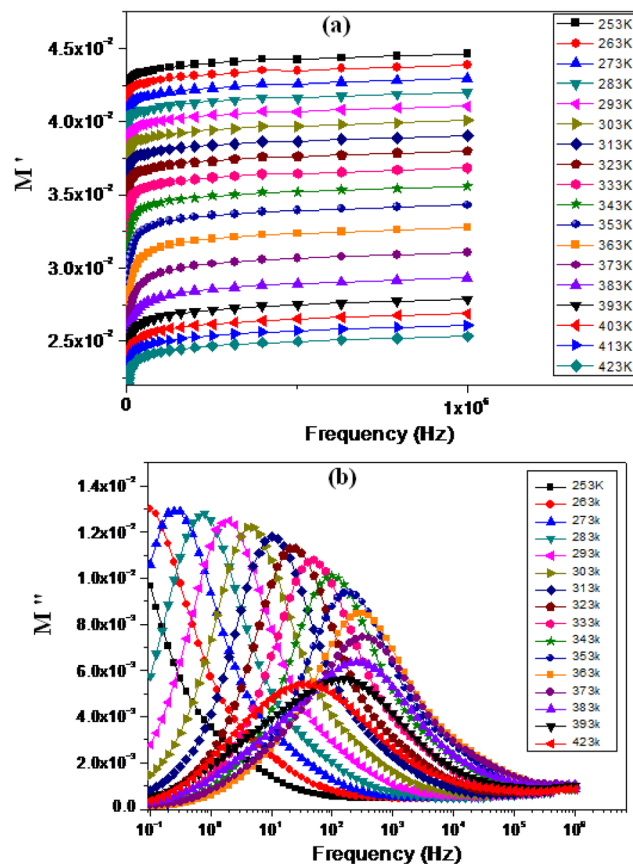 (a)
4.5x10⁻²
4.0x10⁻²
3.5x10⁻²
3.0x10⁻²
2.5x10⁻²
M'
0
1x10⁶
Frequency (Hz)
253K
263K
273K
283K
293K
303K
313K
323K
333K
343K
353K
363K
373K
383K
393K
403K
413K
423K
(b)
1.4x10⁻²
1.2x10⁻²
1.0x10⁻²
8.0x10⁻³
6.0x10⁻³
4.0x10⁻³
2.0x10⁻³
0.0
M''
10⁻¹ 10⁰ 10¹ 10² 10³ 10⁴ 10⁵ 10⁶
Frequency (Hz)
253K
263k
273k
283k
293k
303k
313k
323k
333k
343k
353k
363k
373k
383k
393k
423k